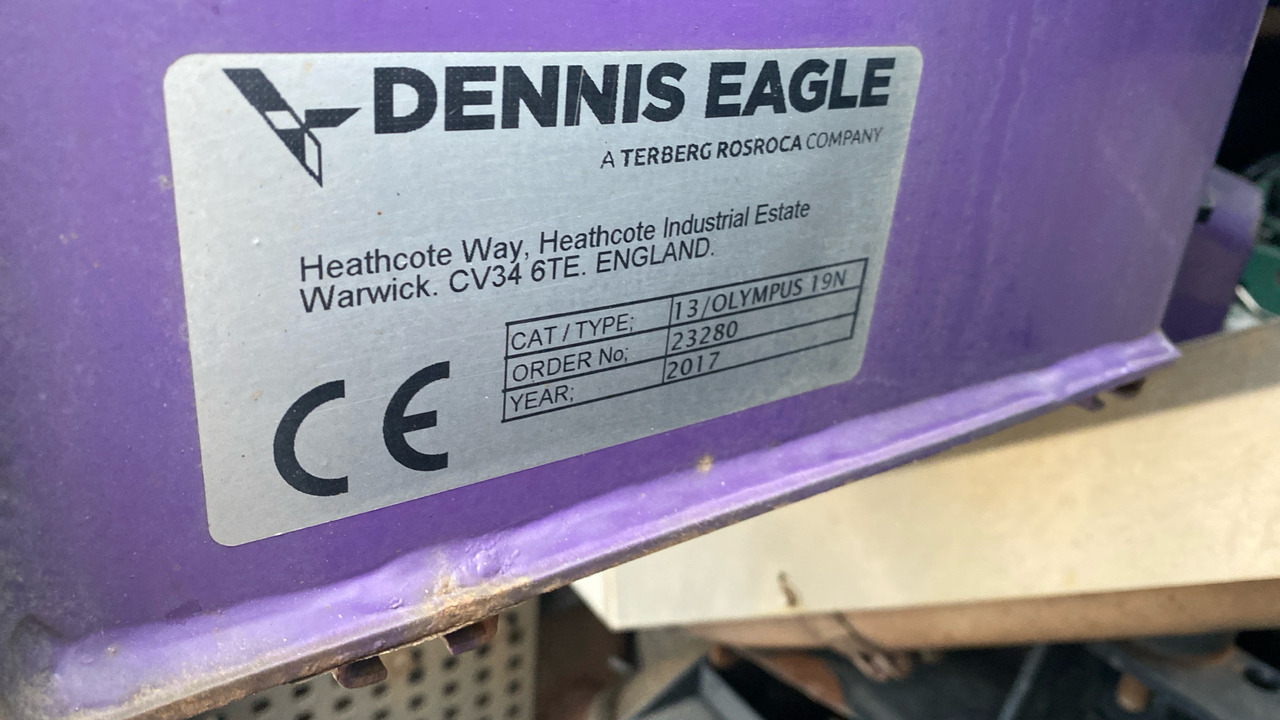 DENNIS EAGLE
A TERBERG ROSROCA COMPANY
Heathcote Way, Heathcote Industrial Estate
Warwick. CV34 6TE. ENGLAND.
CAT / TYPE; 13/OLYMPUS 19N
ORDER No; 23280
YEAR; 2017
CE